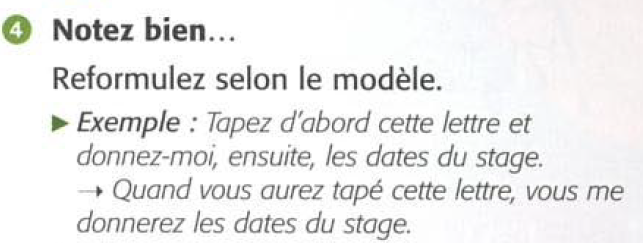 4 Notez bien...
Reformulez selon le modèle.
► Exemple : Tapez d'abord cette lettre et
donnez-moi, ensuite, les dates du stage.
→ Quand vous aurez tapé cette lettre, vous me
donnerez les dates du stage.